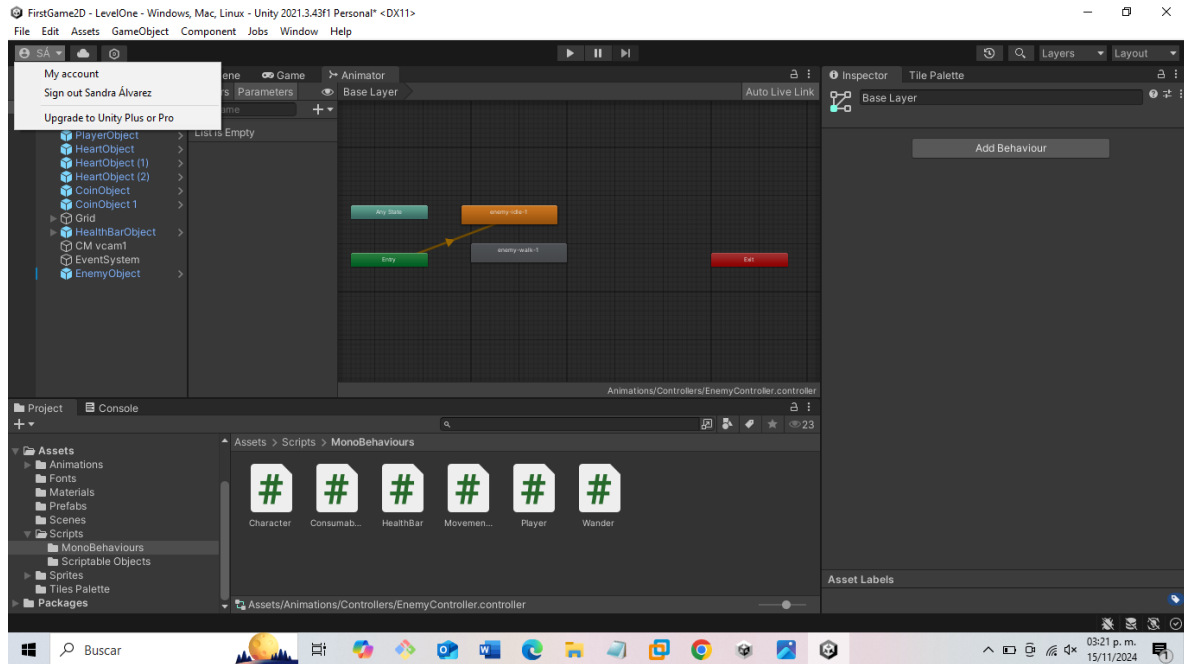 FirstGame2D - LevelOne - Windows, Mac, Linux - Unity 2021.3.43f1 Personal* <DX11>
File Edit Assets GameObject Component Jobs Window Help
SÁ
Layers
Layout
My account
Sign out Sandra Álvarez
Upgrade to Unity Plus or Pro
ene
Game
Animator
rs
Parameters
Base Layer
Auto Live Link
ame
List is Empty
Inspector
Tile Palette
Base Layer
Add Behaviour
PlayerObject
HeartObject
HeartObject (1)
HeartObject (2)
CoinObject
CoinObject 1
Grid
HealthBarObject
CM vcam1
EventSystem
EnemyObject
Any State
enemy-idle-1
enemy-walk-1
Entry
Exit
Animations/Controllers/EnemyController.controller
Project
Console
23
Assets
Animations
Fonts
Materials
Prefabs
Scenes
Scripts
MonoBehaviours
Scriptable Objects
Sprites
Tiles Palette
Packages
Assets > Scripts > MonoBehaviours
Character
Consumab...
HealthBar
Movemen...
Player
Wander
Assets/Animations/Controllers/EnemyController.controller
Asset Labels
Buscar
03:21 p. m.
15/11/2024
1